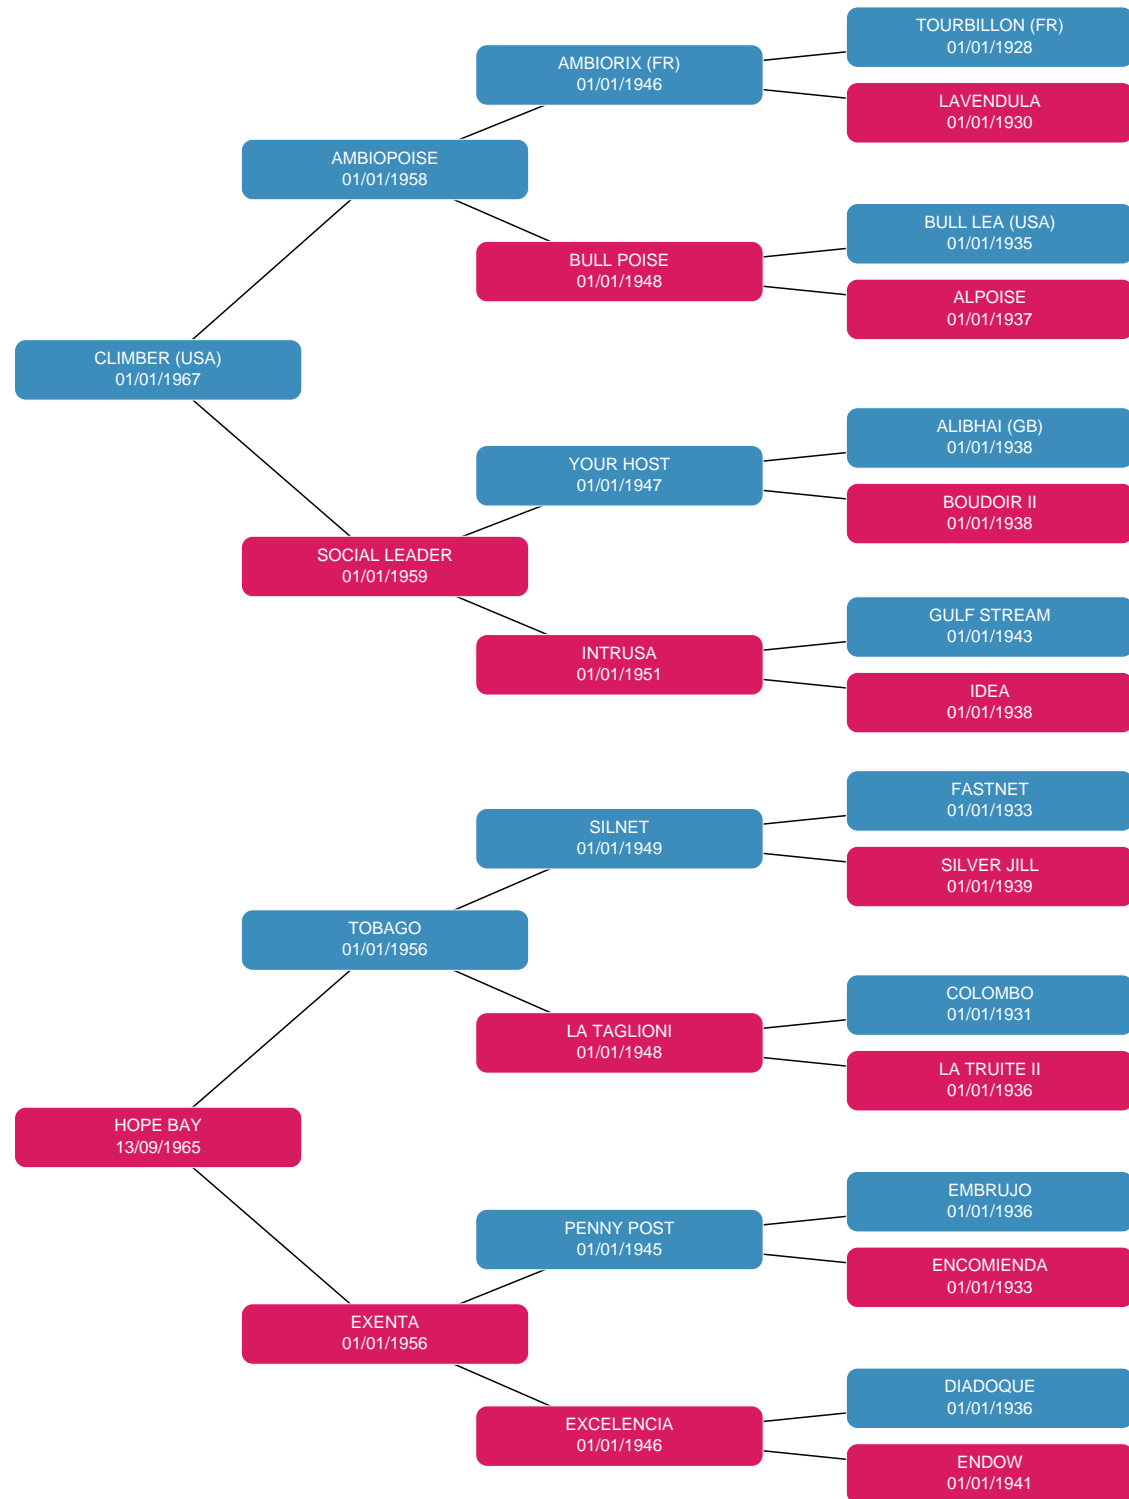 TOURBILLON (FR)
01/01/1928
AMBIORIX (FR)
01/01/1946
LAVENDULA
01/01/1930
AMBIOPOISE
01/01/1958
BULL LEA (USA)
01/01/1935
BULL POISE
01/01/1948
ALPOISE
01/01/1937
CLIMBER (USA)
01/01/1967
ALIBHAI (GB)
01/01/1938
YOUR HOST
01/01/1947
BOUDOIR II
01/01/1938
SOCIAL LEADER
01/01/1959
GULF STREAM
01/01/1943
INTRUSA
01/01/1951
IDEA
01/01/1938
FASTNET
01/01/1933
SILNET
01/01/1949
SILVER JILL
01/01/1939
TOBAGO
01/01/1956
COLOMBO
01/01/1931
LA TAGLIONI
01/01/1948
LA TRUITE II
01/01/1936
HOPE BAY
13/09/1965
EMBRUJO
01/01/1936
PENNY POST
01/01/1945
ENCOMIENDA
01/01/1933
EXENTA
01/01/1956
DIADOQUE
01/01/1936
EXCELENCIA
01/01/1946
ENDOW
01/01/1941